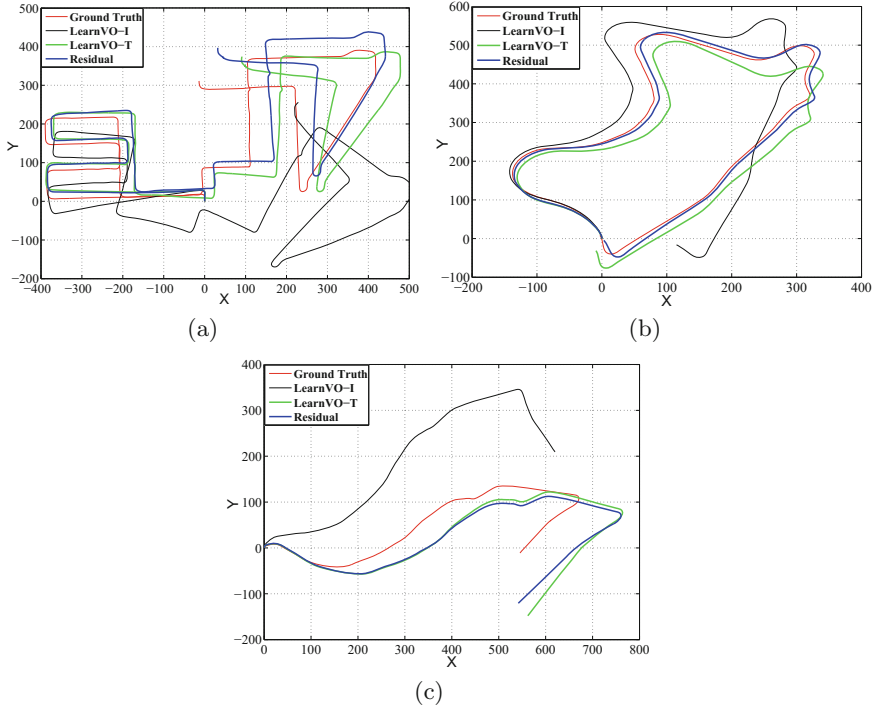 Ground Truth
LearnVO−I
LearnVO−T
Residual
500
400
300
200
100
0
−100
−200
Y
−400 −300 −200 −100 0 100 200 300 400 500
X
(a)
Ground Truth
LearnVO−I
LearnVO−T
Residual
600
500
400
300
200
100
0
−100
Y
−200 −100 0 100 200 300 400
X
(b)
Ground Truth
LearnVO−I
LearnVO−T
Residual
400
300
200
100
0
−100
−200
Y
0 100 200 300 400 500 600 700 800
X
(c)